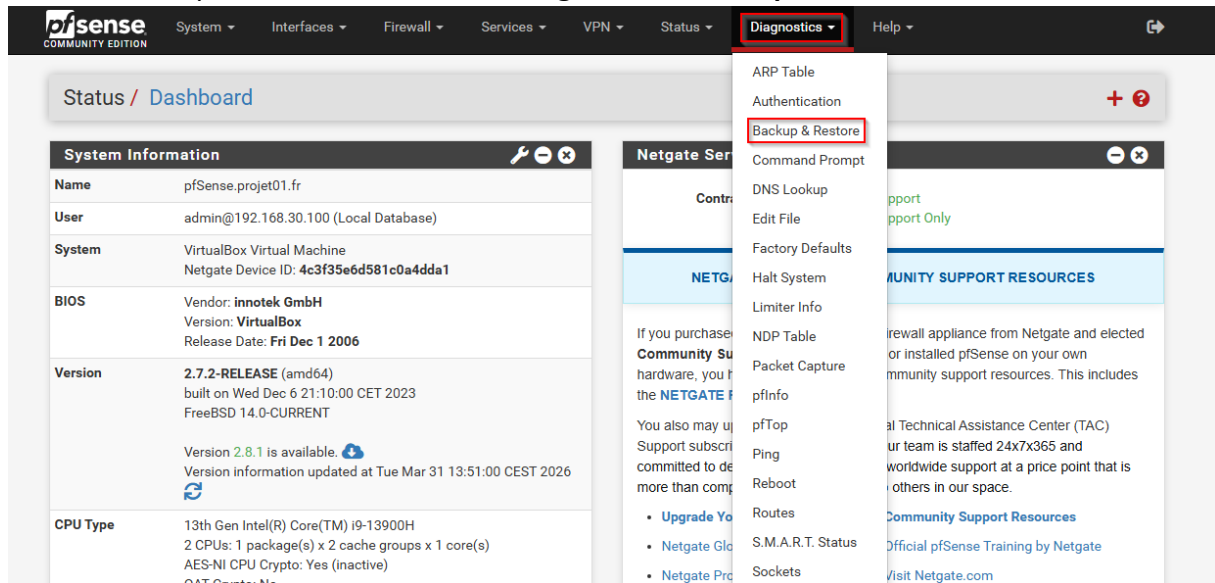 pfsense
COMMUNITY EDITION
System
Interfaces
Firewall
Services
VPN
Status
Diagnostics
Help
Status / Dashboard
ARP Table
Authentication
Backup & Restore
Command Prompt
DNS Lookup
Edit File
Factory Defaults
Halt System
Limiter Info
NDP Table
Packet Capture
pfInfo
pfTop
Ping
Reboot
Routes
S.M.A.R.T. Status
Sockets
System Information
Name pfSense.projet01.fr
User admin@192.168.30.100 (Local Database)
System VirtualBox Virtual Machine
Netgate Device ID: 4c3f35e6d581c0a4dda1
BIOS Vendor: innotek GmbH
Version: VirtualBox
Release Date: Fri Dec 1 2006
Version 2.7.2-RELEASE (amd64)
built on Wed Dec 6 21:10:00 CET 2023
FreeBSD 14.0-CURRENT
Version 2.8.1 is available.
Version information updated at Tue Mar 31 13:51:00 CEST 2026
CPU Type 13th Gen Intel(R) Core(TM) i9-13900H
2 CPUs: 1 package(s) x 2 cache groups x 1 core(s)
AES-NI CPU Crypto: Yes (inactive)
Netgate Ser
Contr pport
pport Only
NETG MUNITY SUPPORT RESOURCES
If you purchase irewall appliance from Netgate and elected
Community Su or installed pfSense on your own
hardware, you h mmunity support resources. This includes
the NETGATE
You also may u al Technical Assistance Center (TAC)
Support subscri ur team is staffed 24x7x365 and
committed to de worldwide support at a price point that is
more than comp others in our space.
Upgrade Yo Community Support Resources
Netgate Glo Official pfSense Training by Netgate
Netgate Pro Visit Netgate.com